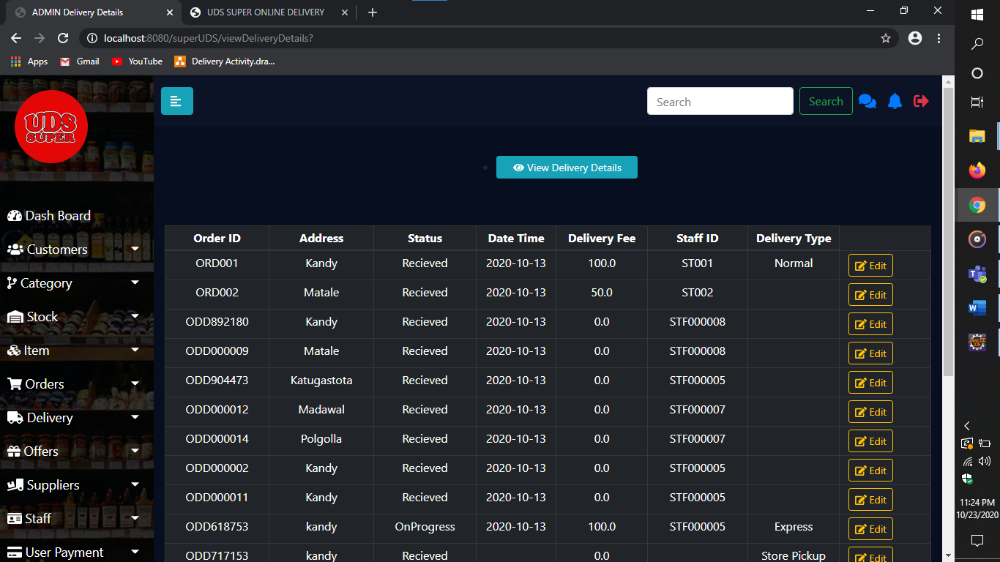 ADMIN Delivery Details
UDS SUPER ONLINE DELIVERY
localhost:8080/superUDS/viewDeliveryDetails?
Apps Gmail YouTube Delivery Activity.dra...
UDS
SUPER
Search Search
View Delivery Details
Dash Board
Customers
Category
Stock
Item
Orders
Delivery
Offers
Suppliers
Staff
User Payment
Order ID Address Status Date Time Delivery Fee Staff ID Delivery Type
ORD001 Kandy Recieved 2020-10-13 100.0 ST001 Normal Edit
ORD002 Matale Recieved 2020-10-13 50.0 ST002 Edit
ODD892180 Kandy Recieved 2020-10-13 0.0 STF000008 Edit
ODD000009 Matale Recieved 2020-10-13 0.0 STF000008 Edit
ODD904473 Katugastota Recieved 2020-10-13 0.0 STF000005 Edit
ODD000012 Madawal Recieved 2020-10-13 0.0 STF000007 Edit
ODD000014 Polgolla Recieved 2020-10-13 0.0 STF000007 Edit
ODD000002 Kandy Recieved 2020-10-13 0.0 STF000005 Edit
ODD000011 Kandy Recieved 2020-10-13 0.0 STF000005 Edit
ODD618753 kandy OnProgress 2020-10-13 100.0 STF000005 Express Edit
ODD717153 kandy Recieved 0.0 Store Pickup Edit
11:24 PM
10/23/2020